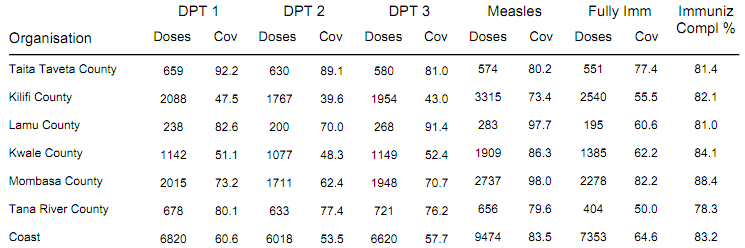 DPT 1 DPT 2 DPT 3 Measles Fully Imm Immuniz
Compl %
Organisation Doses Cov Doses Cov Doses Cov Doses Cov Doses Cov
Taita Taveta County 659 92.2 630 89.1 580 81.0 574 80.2 551 77.4 81.4
Kilifi County 2088 47.5 1767 39.6 1954 43.0 3315 73.4 2540 55.5 82.1
Lamu County 238 82.6 200 70.0 268 91.4 283 97.7 195 60.6 81.0
Kwale County 1142 51.1 1077 48.3 1149 52.4 1909 86.3 1385 62.2 84.1
Mombasa County 2015 73.2 1711 62.4 1948 70.7 2737 98.0 2278 82.2 88.4
Tana River County 678 80.1 633 77.4 721 76.2 656 79.6 404 50.0 78.3
Coast 6820 60.6 6018 53.5 6620 57.7 9474 83.5 7353 64.6 83.2